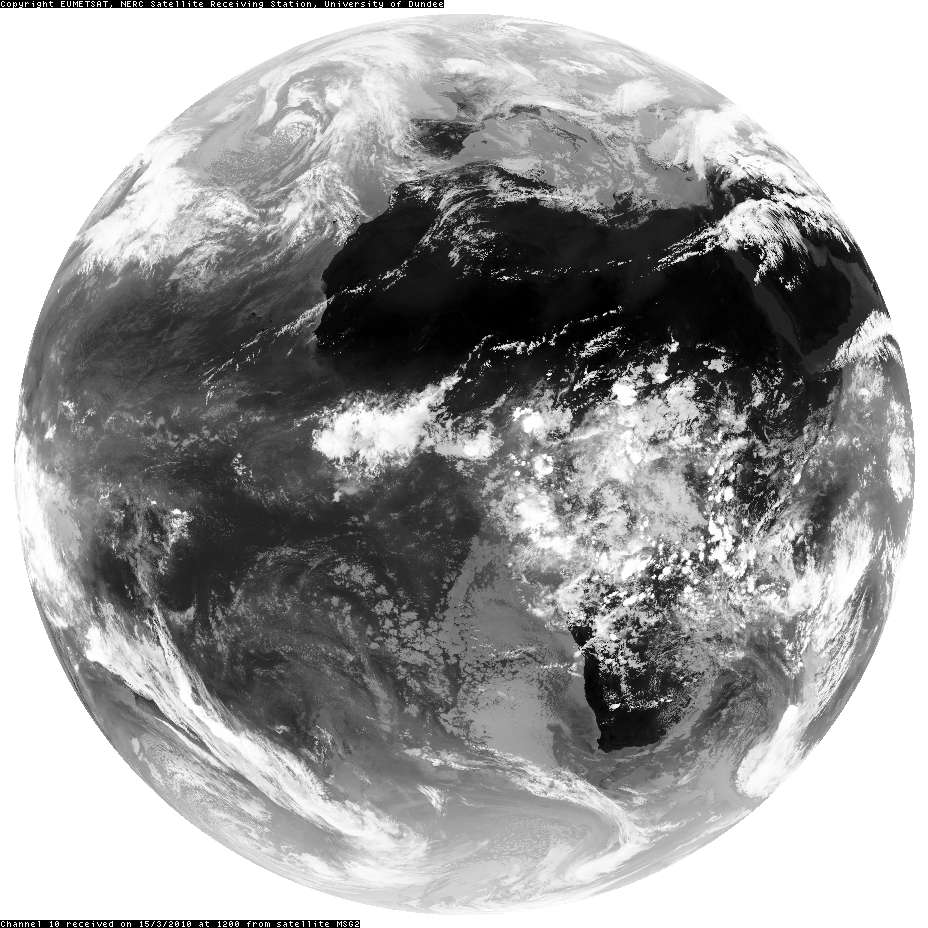 Copyright EUMETSAT, NERC Satellite Receiving Station, University of Dundee
Channel 10 received on 15/3/2010 at 1200 from satellite MSG2